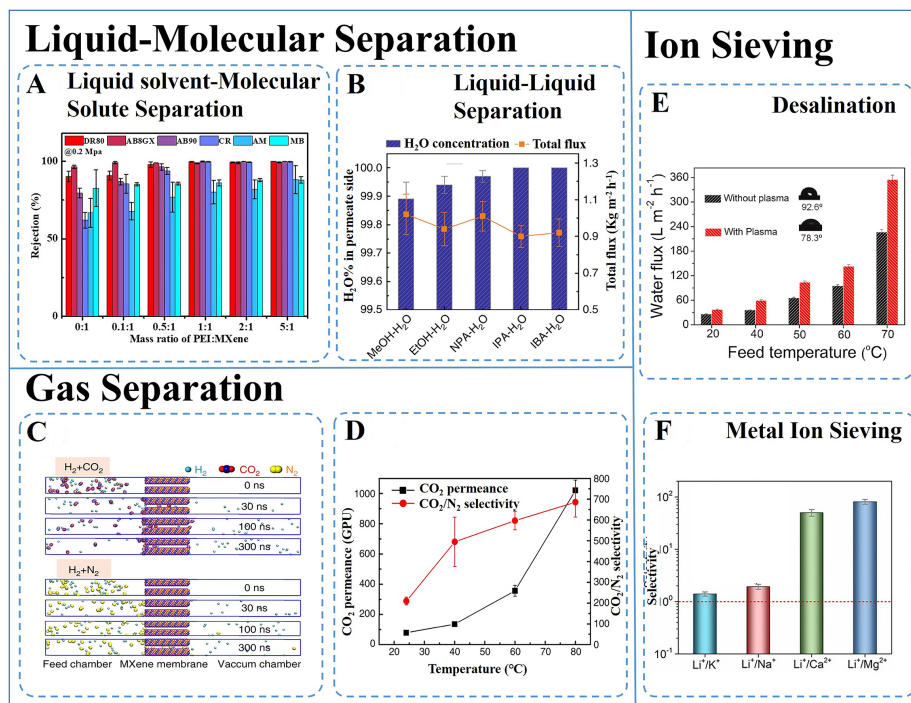 Liquid-Molecular Separation
A
Liquid solvent-Molecular
Solute Separation
DR80 AB8GX AB90 CR AM MB
@0.2 Mpa
Rejection (%)
100
75
50
0
0:1 0.1:1 0.5:1 1:1 2:1 5:1
Mass ratio of PEI:MXene
B
Liquid-Liquid
Separation
H₂O concentration Total flux
H₂O% in permeate side
100.0
99.9
99.8
99.7
99.6
99.5
1.3
1.1
0.9
0.7
0.5
Total flux (Kg m⁻² h⁻¹)
MeOH-H₂O EtOH-H₂O NPA-H₂O IPA-H₂O IBA-H₂O
Ion Sieving
E
Desalination
Water flux (L m⁻² h⁻¹)
360
300
240
180
120
60
0
Without plasma
92.6º
With Plasma
78.3º
20 40 50 60 70
Feed temperature (°C)
Gas Separation
C
H₂+CO₂
H₂ CO₂ N₂
0 ns
30 ns
100 ns
300 ns
H₂+N₂
0 ns
30 ns
100 ns
300 ns
Feed chamber MXene membrane Vaccum chamber
D
CO₂ permeance (GPU)
1000
800
600
400
200
0
CO₂ permeance
CO₂/N₂ selectivity
800
700
600
500
400
300
200
100
0
CO₂/N₂ selectivity
20 30 40 50 60 70 80
Temperature (°C)
F
Metal Ion Sieving
Selectivity
10²
10¹
10⁰
10⁻¹
Li⁺/K⁺ Li⁺/Na⁺ Li⁺/Ca²⁺ Li⁺/Mg²⁺